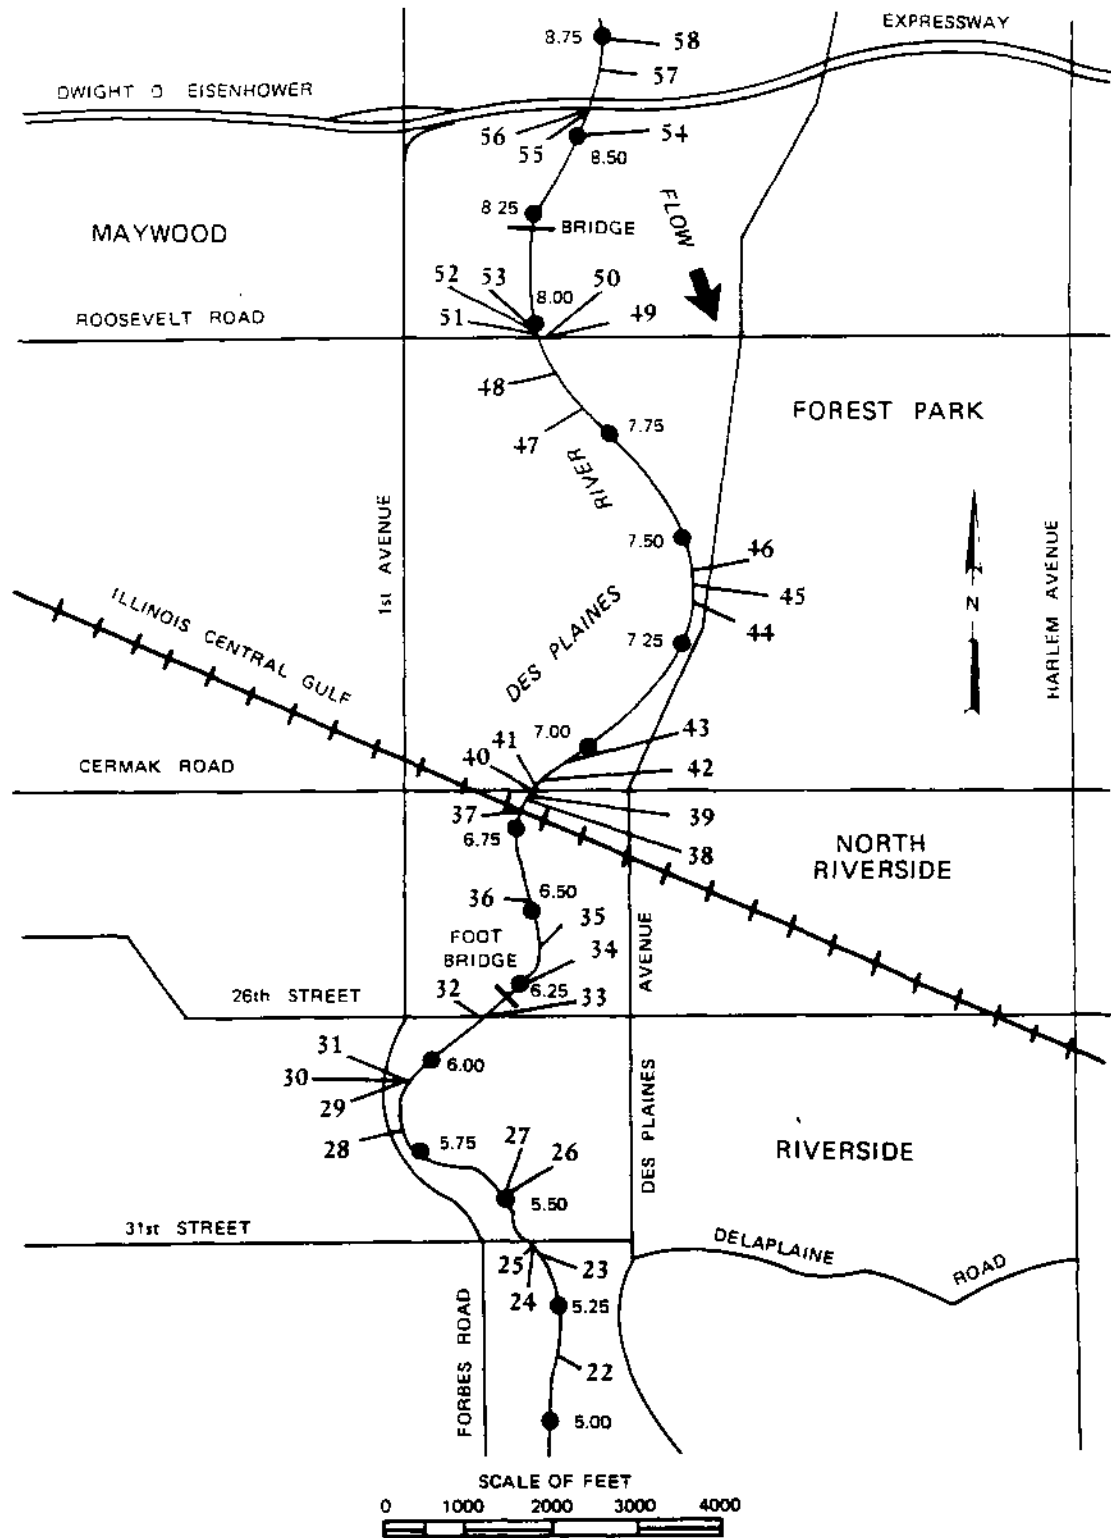 EXPRESSWAY
8.75
58
57
DWIGHT D EISENHOWER
56
55
54
8.50
8 25
BRIDGE
FLOW
MAYWOOD
52
53
50
8.00
51
49
ROOSEVELT ROAD
48
47
7.75
FOREST PARK
RIVER
7.50
46
45
44
1st AVENUE
HARLEM AVENUE
N
ILLINOIS CENTRAL GULF
DES PLAINES
7 25
7.00
43
41
40
42
CERMAK ROAD
37
39
6.75
38
NORTH
RIVERSIDE
36
6.50
35
FOOT
BRIDGE
34
6.25
26th STREET
32
33
DES PLAINES AVENUE
31
30
29
6.00
28
5.75
27
26
RIVERSIDE
5.50
31st STREET
25
23
24
DELAPLAINE ROAD
5.25
FORBES ROAD
22
5.00
SCALE OF FEET
0 1000 2000 3000 4000